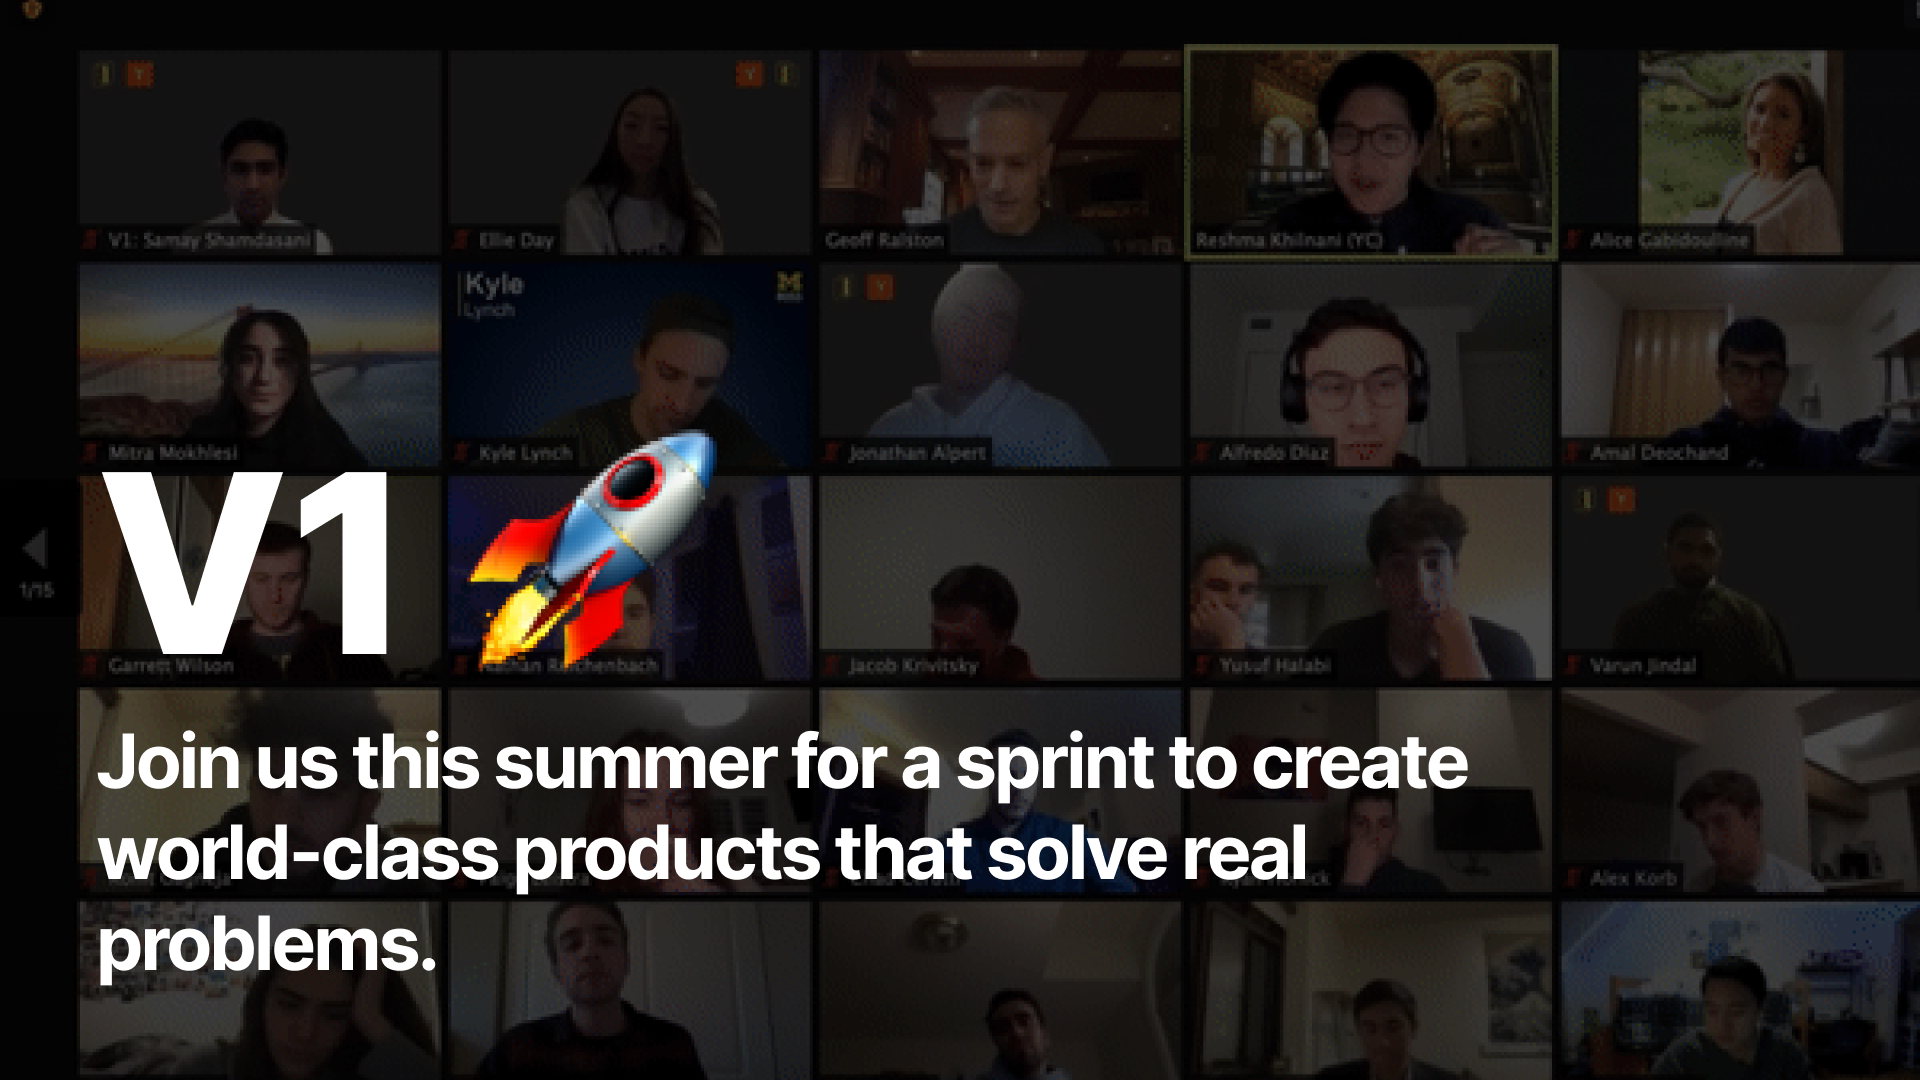 V1: Samay Shamdasani
Ellie Day
Geoff Ralston
Reshma Khilnani (YC)
Alice Gabidoulline
Kyle
Lynch
Mitra Mokhlesi
Kyle Lynch
Jonathan Alpert
Alfredo Diaz
Amal Deochand
V1
1/15
Garrett Wilson
Jacob Krivitsky
Yusuf Halabi
Varun Jindal
Join us this summer for a sprint to create
world-class products that solve real
Alex Korb
problems.